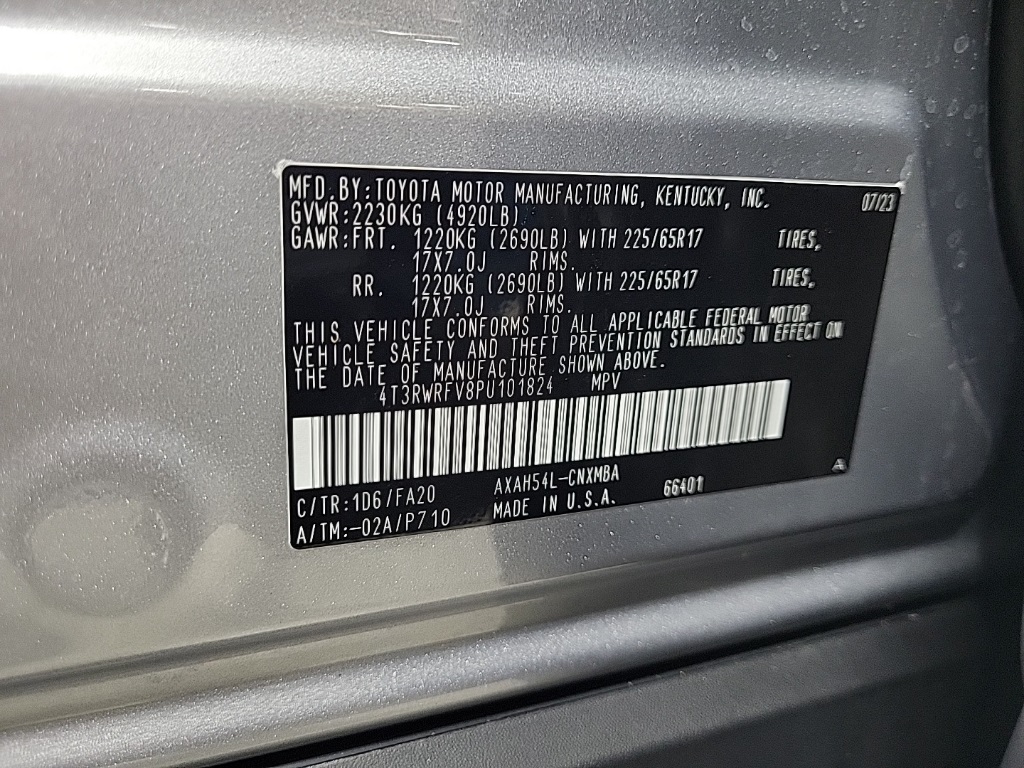 MFD.BY:TOYOTA MOTOR MANUFACTURING, KENTUCKY, INC. 07/23
GVWR:2230KG (4920LB)
GAWR:FRT. 1220KG (2690LB) WITH 225/65R17 TIRES,
17X7.0J RIMS.
RR. 1220KG (2690LB) WITH 225/65R17 TIRES,
17X7.0J RIMS.
THIS VEHICLE CONFORMS TO ALL APPLICABLE FEDERAL MOTOR
VEHICLE SAFETY AND THEFT PREVENTION STANDARDS IN EFFECT ON
THE DATE OF MANUFACTURE SHOWN ABOVE.
4T3RWRFV8PU101824 MPV
C/TR:1D6/FA20 AXAH54L-CNXMBA 66401 A
A/TM:-02A/P710 MADE IN U.S.A.